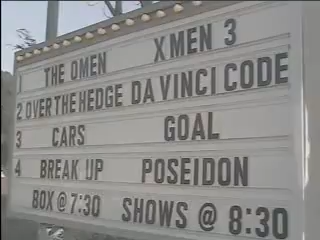 1 THE OMEN X MEN 3
2 OVER THE HEDGE DA VINCI CODE
3 CARS GOAL
4 BREAK UP POSEIDON
BOX @ 7:30 SHOWS @ 8:30